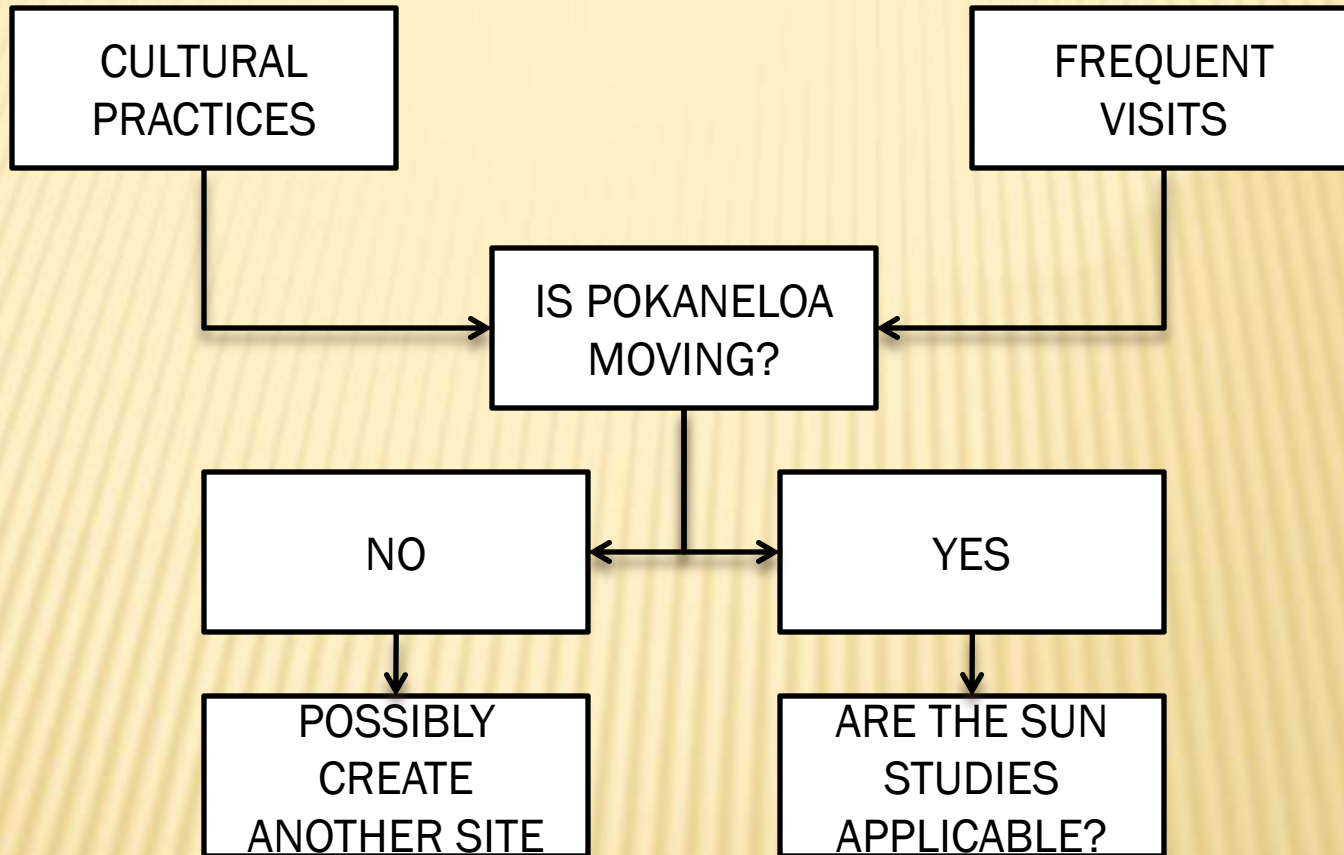 CULTURAL
PRACTICES
FREQUENT
VISITS
IS POKANELOA
MOVING?
NO
YES
POSSIBLY
CREATE
ANOTHER SITE
ARE THE SUN
STUDIES
APPLICABLE?